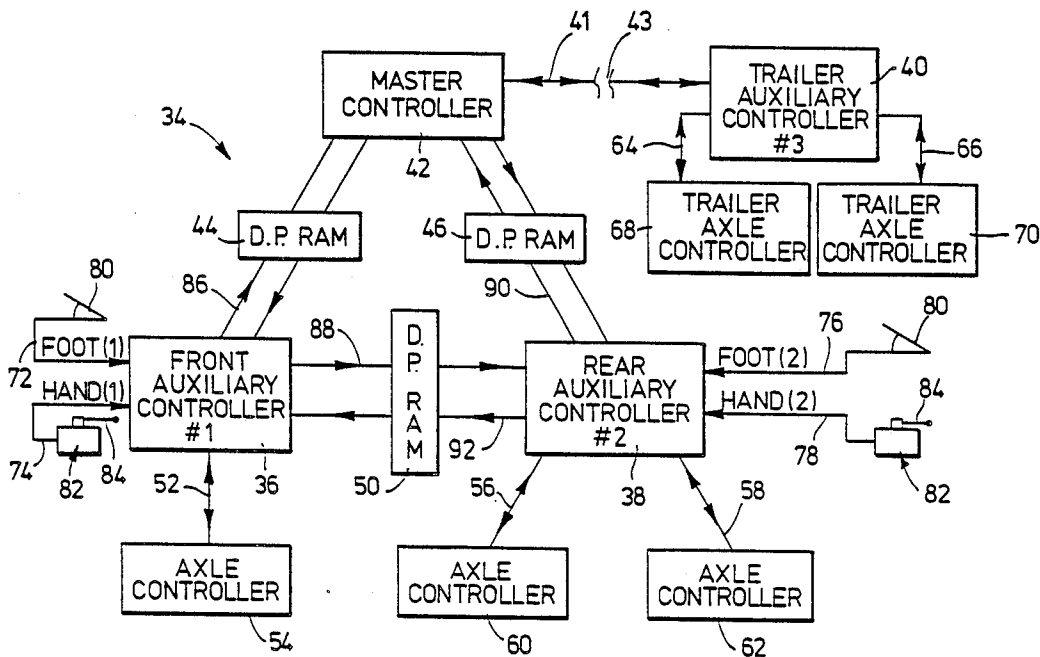 41
43
MASTER
CONTROLLER
42
TRAILER
AUXILIARY
CONTROLLER
#3
40
34
64
66
TRAILER
AXLE
CONTROLLER
68
TRAILER
AXLE
CONTROLLER
70
44
D.P. RAM
46
D.P. RAM
86
90
80
72
FOOT(1)
HAND(1)
74
82
84
FRONT
AUXILIARY
CONTROLLER
#1
36
88
D.P. RAM
50
92
REAR
AUXILIARY
CONTROLLER
#2
38
76
80
FOOT(2)
HAND(2)
78
84
82
52
56
58
AXLE
CONTROLLER
54
AXLE
CONTROLLER
60
AXLE
CONTROLLER
62